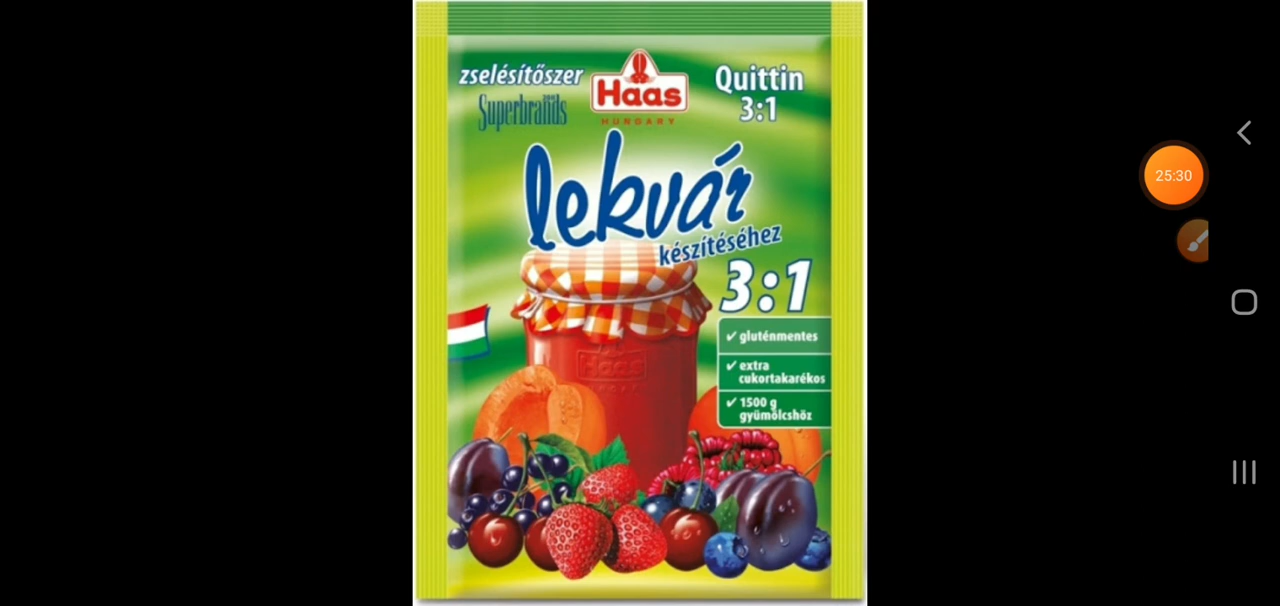 zselésítőszer
Superbrands
Haas
HUNGARY
Quittin
3:1
lekvár
készítéséhez
3:1
✓ gluténmentes
✓ extra
cukortakarékos
✓ 1500 g
gyümölcshöz
Haas
25:30